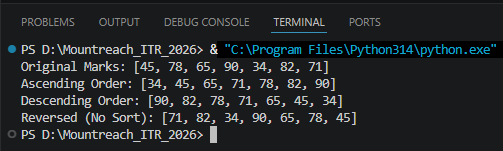 PROBLEMS OUTPUT DEBUG CONSOLE TERMINAL PORTS
PS D:\Mountreach_ITR_2026> & "C:\Program Files\Python314\python.exe"
Original Marks: [45, 78, 65, 90, 34, 82, 71]
Ascending Order: [34, 45, 65, 71, 78, 82, 90]
Descending Order: [90, 82, 78, 71, 65, 45, 34]
Reversed (No Sort): [71, 82, 34, 90, 65, 78, 45]
PS D:\Mountreach_ITR_2026>